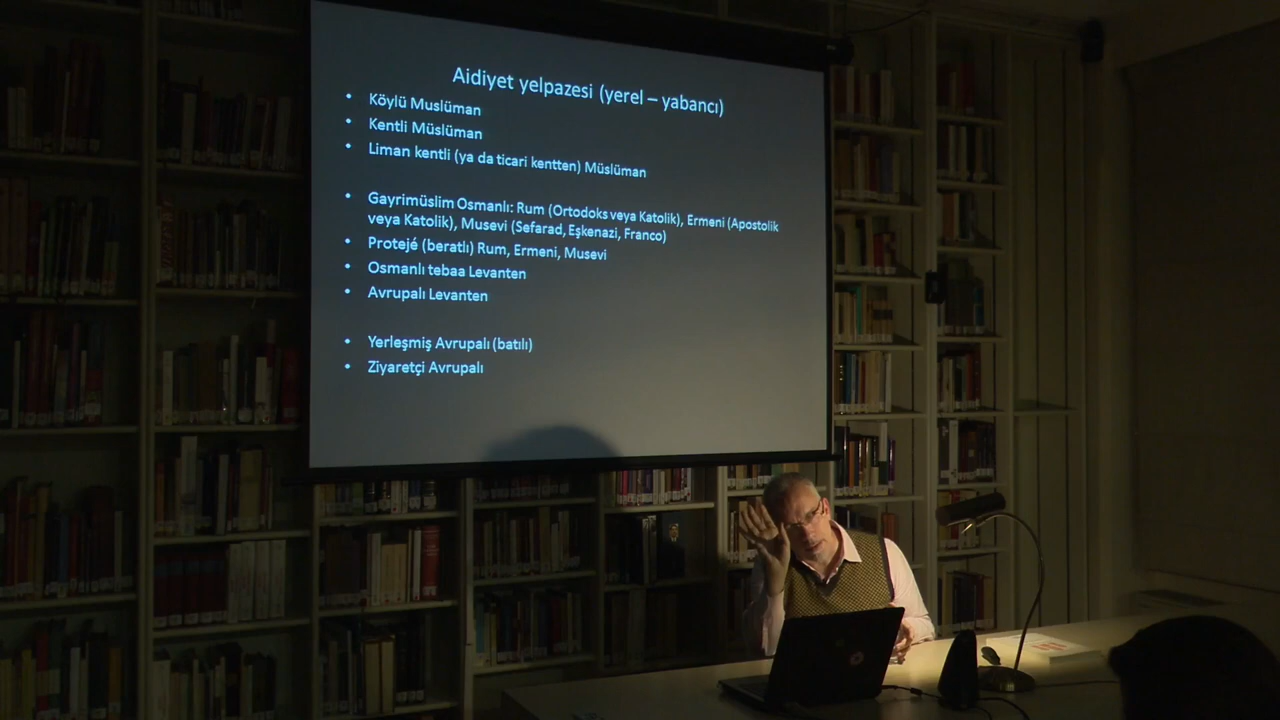 Aidiyet yelpazesi (yerel – yabancı)
• Köylü Muslüman
• Kentli Müslüman
• Liman kentli (ya da ticari kentten) Müslüman
• Gayrimüslim Osmanlı: Rum (Ortodoks veya Katolik), Ermeni (Apostolik
veya Katolik), Musevi (Sefarad, Eşkenazi, Franco)
• Protejé (beratlı) Rum, Ermeni, Musevi
• Osmanlı tebaa Levanten
• Avrupalı Levanten
• Yerleşmiş Avrupalı (batılı)
• Ziyaretçi Avrupalı